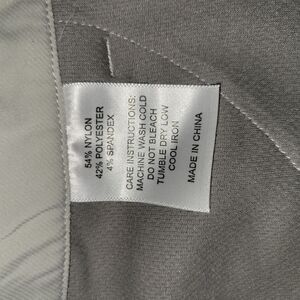 54% NYLON
42% POLYESTER
4% SPANDEX
CARE INSTRUCTIONS:
MACHINE WASH COLD
DO NOT BLEACH
TUMBLE DRY LOW
COOL IRON
MADE IN CHINA